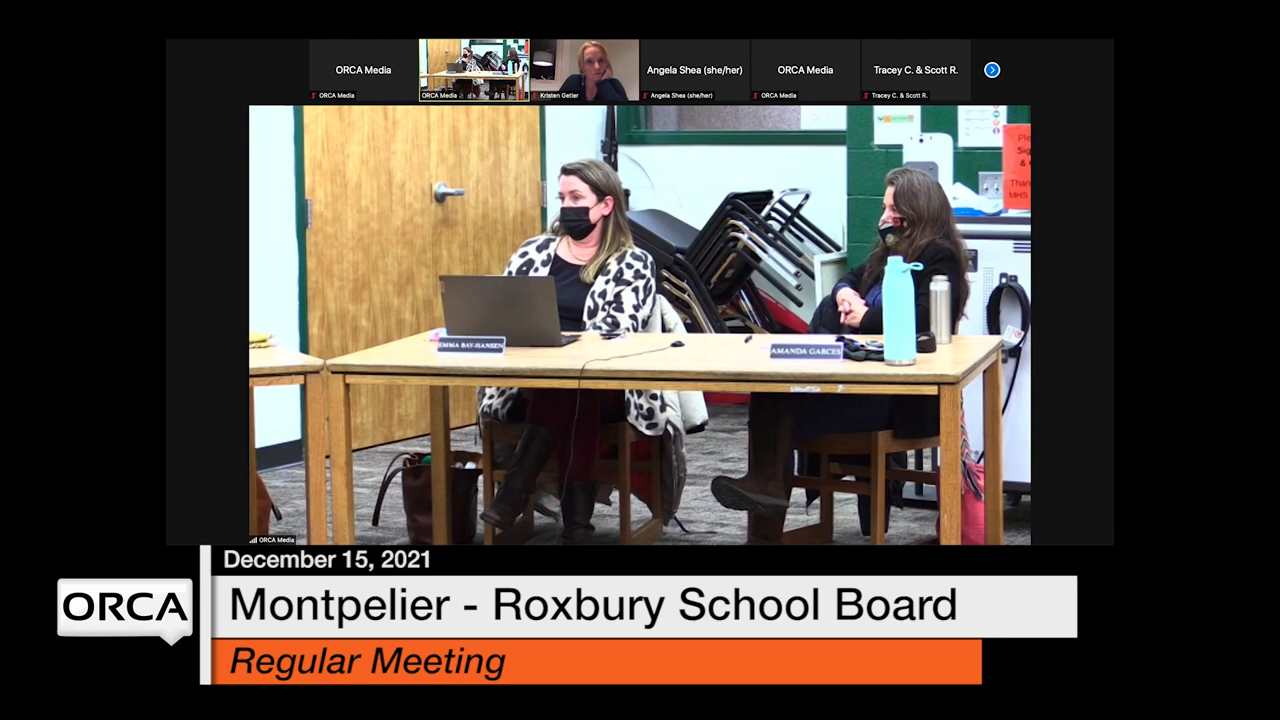 ORCA Media
Angela Shea (she/her)
ORCA Media
Tracey C. & Scott R.
ORCA Media
ORCA Media
Kristen Getler
Angela Shea (she/her)
ORCA Media
Tracey C. & Scott R.
MHS
EMMA BAY-HANSEN
AMANDA GARCES
ORCA Media
December 15, 2021
ORCA
Montpelier - Roxbury School Board
Regular Meeting